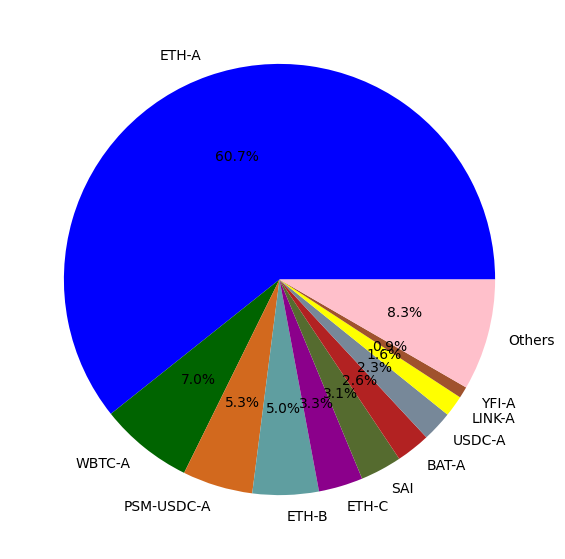 ETH-A
60.7%
8.3%
Others
0.9%
1.6%
2.3%
2.6%
3.1%
3.3%
5.0%
5.3%
7.0%
YFI-A
LINK-A
USDC-A
BAT-A
SAI
ETH-C
ETH-B
PSM-USDC-A
WBTC-A